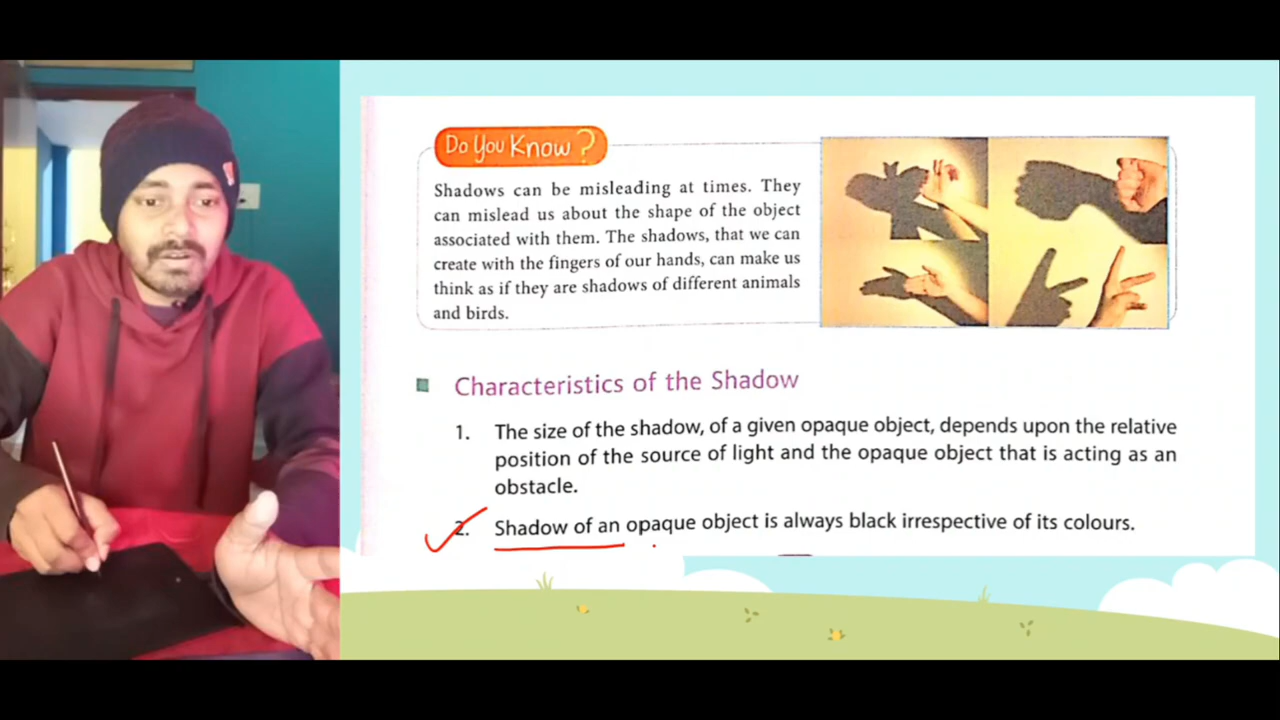 Do You Know ?
Shadows can be misleading at times. They
can mislead us about the shape of the object
associated with them. The shadows, that we can
create with the fingers of our hands, can make us
think as if they are shadows of different animals
and birds.
Characteristics of the Shadow
1. The size of the shadow, of a given opaque object, depends upon the relative
position of the source of light and the opaque object that is acting as an
obstacle.
2. Shadow of an opaque object is always black irrespective of its colours.